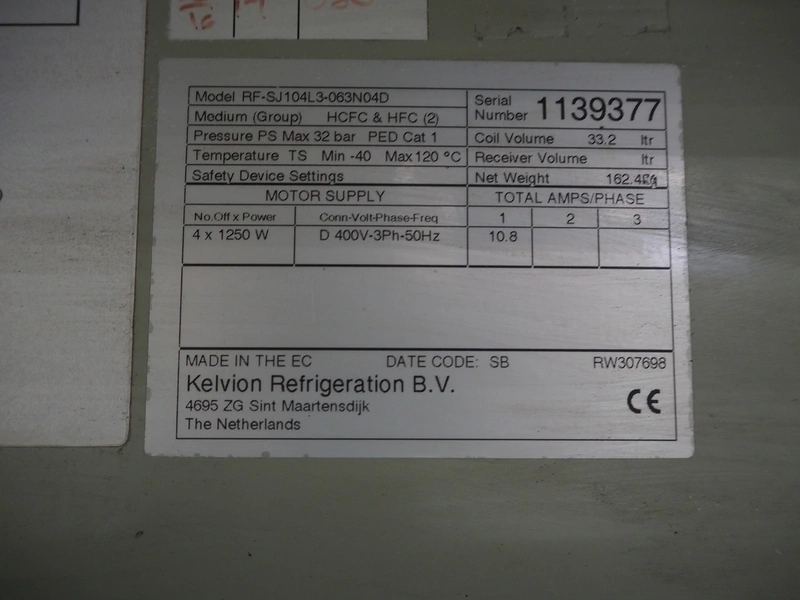 Model RF-SJ104L3-063N04D
Serial Number 1139377
Medium (Group) HCFC & HFC (2)
Pressure PS Max 32 bar PED Cat 1
Coil Volume 33.2 ltr
Temperature TS Min -40 Max 120 °C
Receiver Volume ltr
Safety Device Settings
Net Weight 162.4
MOTOR SUPPLY
TOTAL AMPS/PHASE
No.Off x Power Conn-Volt-Phase-Freq 1 2 3
4 x 1250 W D 400V-3Ph-50Hz 10.8
MADE IN THE EC DATE CODE: SB RW307698
Kelvion Refrigeration B.V.
4695 ZG Sint Maartensdijk
The Netherlands
CE